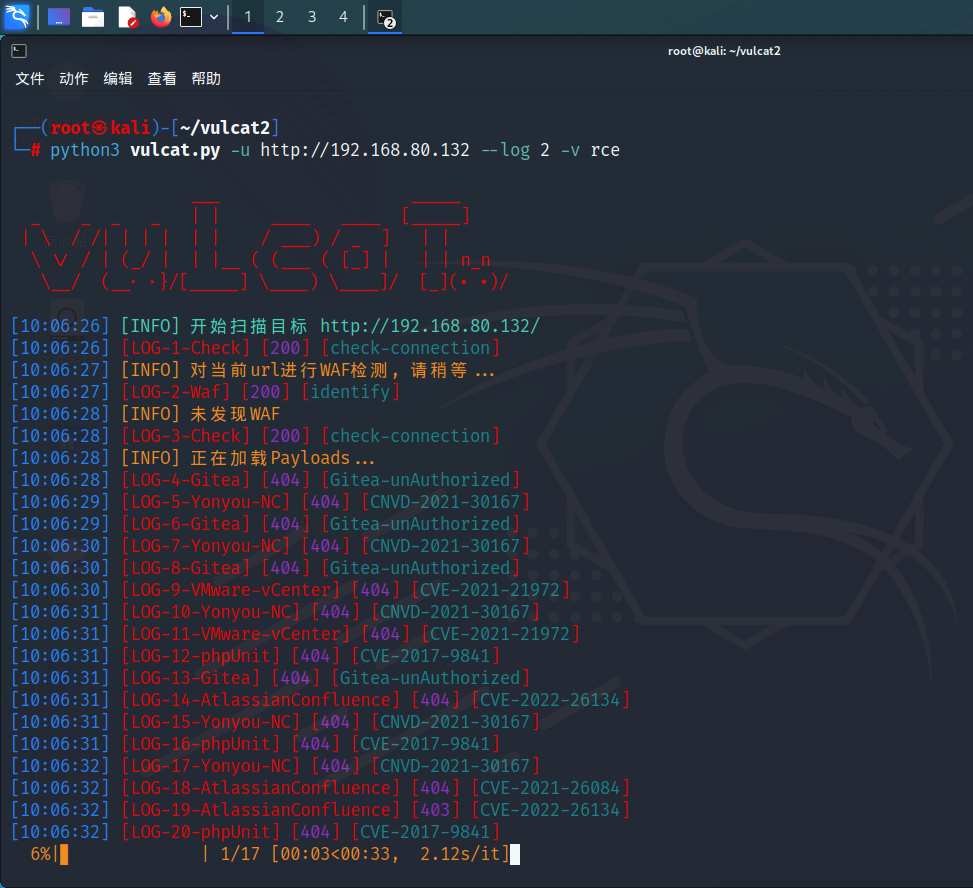 1 2 3 4 2
root@kali: ~/vulcat2
文件 动作 编辑 查看 帮助
┌──(root㉿kali)-[~/vulcat2]
└─# python3 vulcat.py -u http://192.168.80.132 --log 2 -v rce
                  ___                   _____
  _    _  _   _   | |     ____   ____  [_____]
 | \  / /| | | |  | |    / ___) / _  ]   | |
  \ \/ / | (_/ |  | |__ ( (___ ( [_] |   | | n_n
   \__/  (__. .}/[_____] \____) \____]/  [_](. .)/
[10:06:26] [INFO] 开始扫描目标 http://192.168.80.132/
[10:06:26] [LOG-1-Check] [200] [check-connection]
[10:06:27] [INFO] 对当前url进行WAF检测, 请稍等...
[10:06:27] [LOG-2-Waf] [200] [identify]
[10:06:28] [INFO] 未发现WAF
[10:06:28] [LOG-3-Check] [200] [check-connection]
[10:06:28] [INFO] 正在加载Payloads...
[10:06:28] [LOG-4-Gitea] [404] [Gitea-unAuthorized]
[10:06:29] [LOG-5-Yonyou-NC] [404] [CNVD-2021-30167]
[10:06:29] [LOG-6-Gitea] [404] [Gitea-unAuthorized]
[10:06:30] [LOG-7-Yonyou-NC] [404] [CNVD-2021-30167]
[10:06:30] [LOG-8-Gitea] [404] [Gitea-unAuthorized]
[10:06:30] [LOG-9-VMware-vCenter] [404] [CVE-2021-21972]
[10:06:31] [LOG-10-Yonyou-NC] [404] [CNVD-2021-30167]
[10:06:31] [LOG-11-VMware-vCenter] [404] [CVE-2021-21972]
[10:06:31] [LOG-12-phpUnit] [404] [CVE-2017-9841]
[10:06:31] [LOG-13-Gitea] [404] [Gitea-unAuthorized]
[10:06:31] [LOG-14-AtlassianConfluence] [404] [CVE-2022-26134]
[10:06:31] [LOG-15-Yonyou-NC] [404] [CNVD-2021-30167]
[10:06:31] [LOG-16-phpUnit] [404] [CVE-2017-9841]
[10:06:32] [LOG-17-Yonyou-NC] [404] [CNVD-2021-30167]
[10:06:32] [LOG-18-AtlassianConfluence] [404] [CVE-2021-26084]
[10:06:32] [LOG-19-AtlassianConfluence] [403] [CVE-2022-26134]
[10:06:32] [LOG-20-phpUnit] [404] [CVE-2017-9841]
6%|█ | 1/17 [00:03<00:33, 2.12s/it]